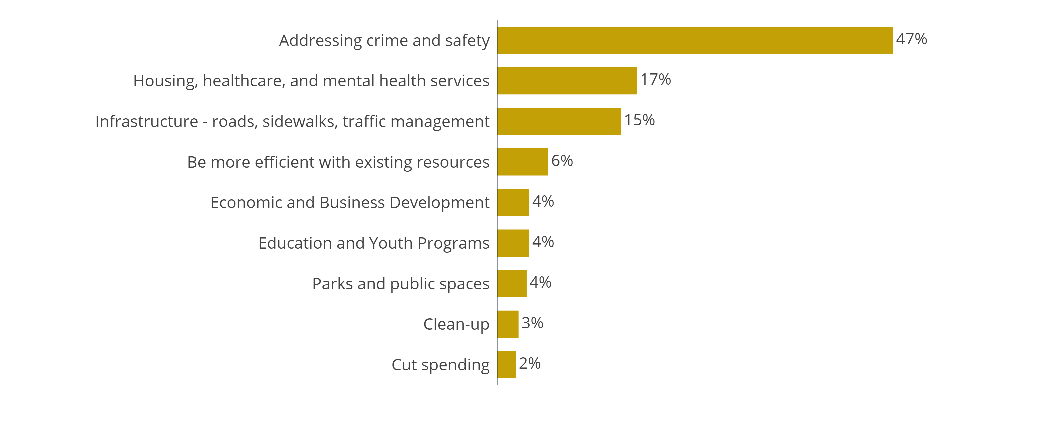 Addressing crime and safety 47%
Housing, healthcare, and mental health services 17%
Infrastructure - roads, sidewalks, traffic management 15%
Be more efficient with existing resources 6%
Economic and Business Development 4%
Education and Youth Programs 4%
Parks and public spaces 4%
Clean-up 3%
Cut spending 2%